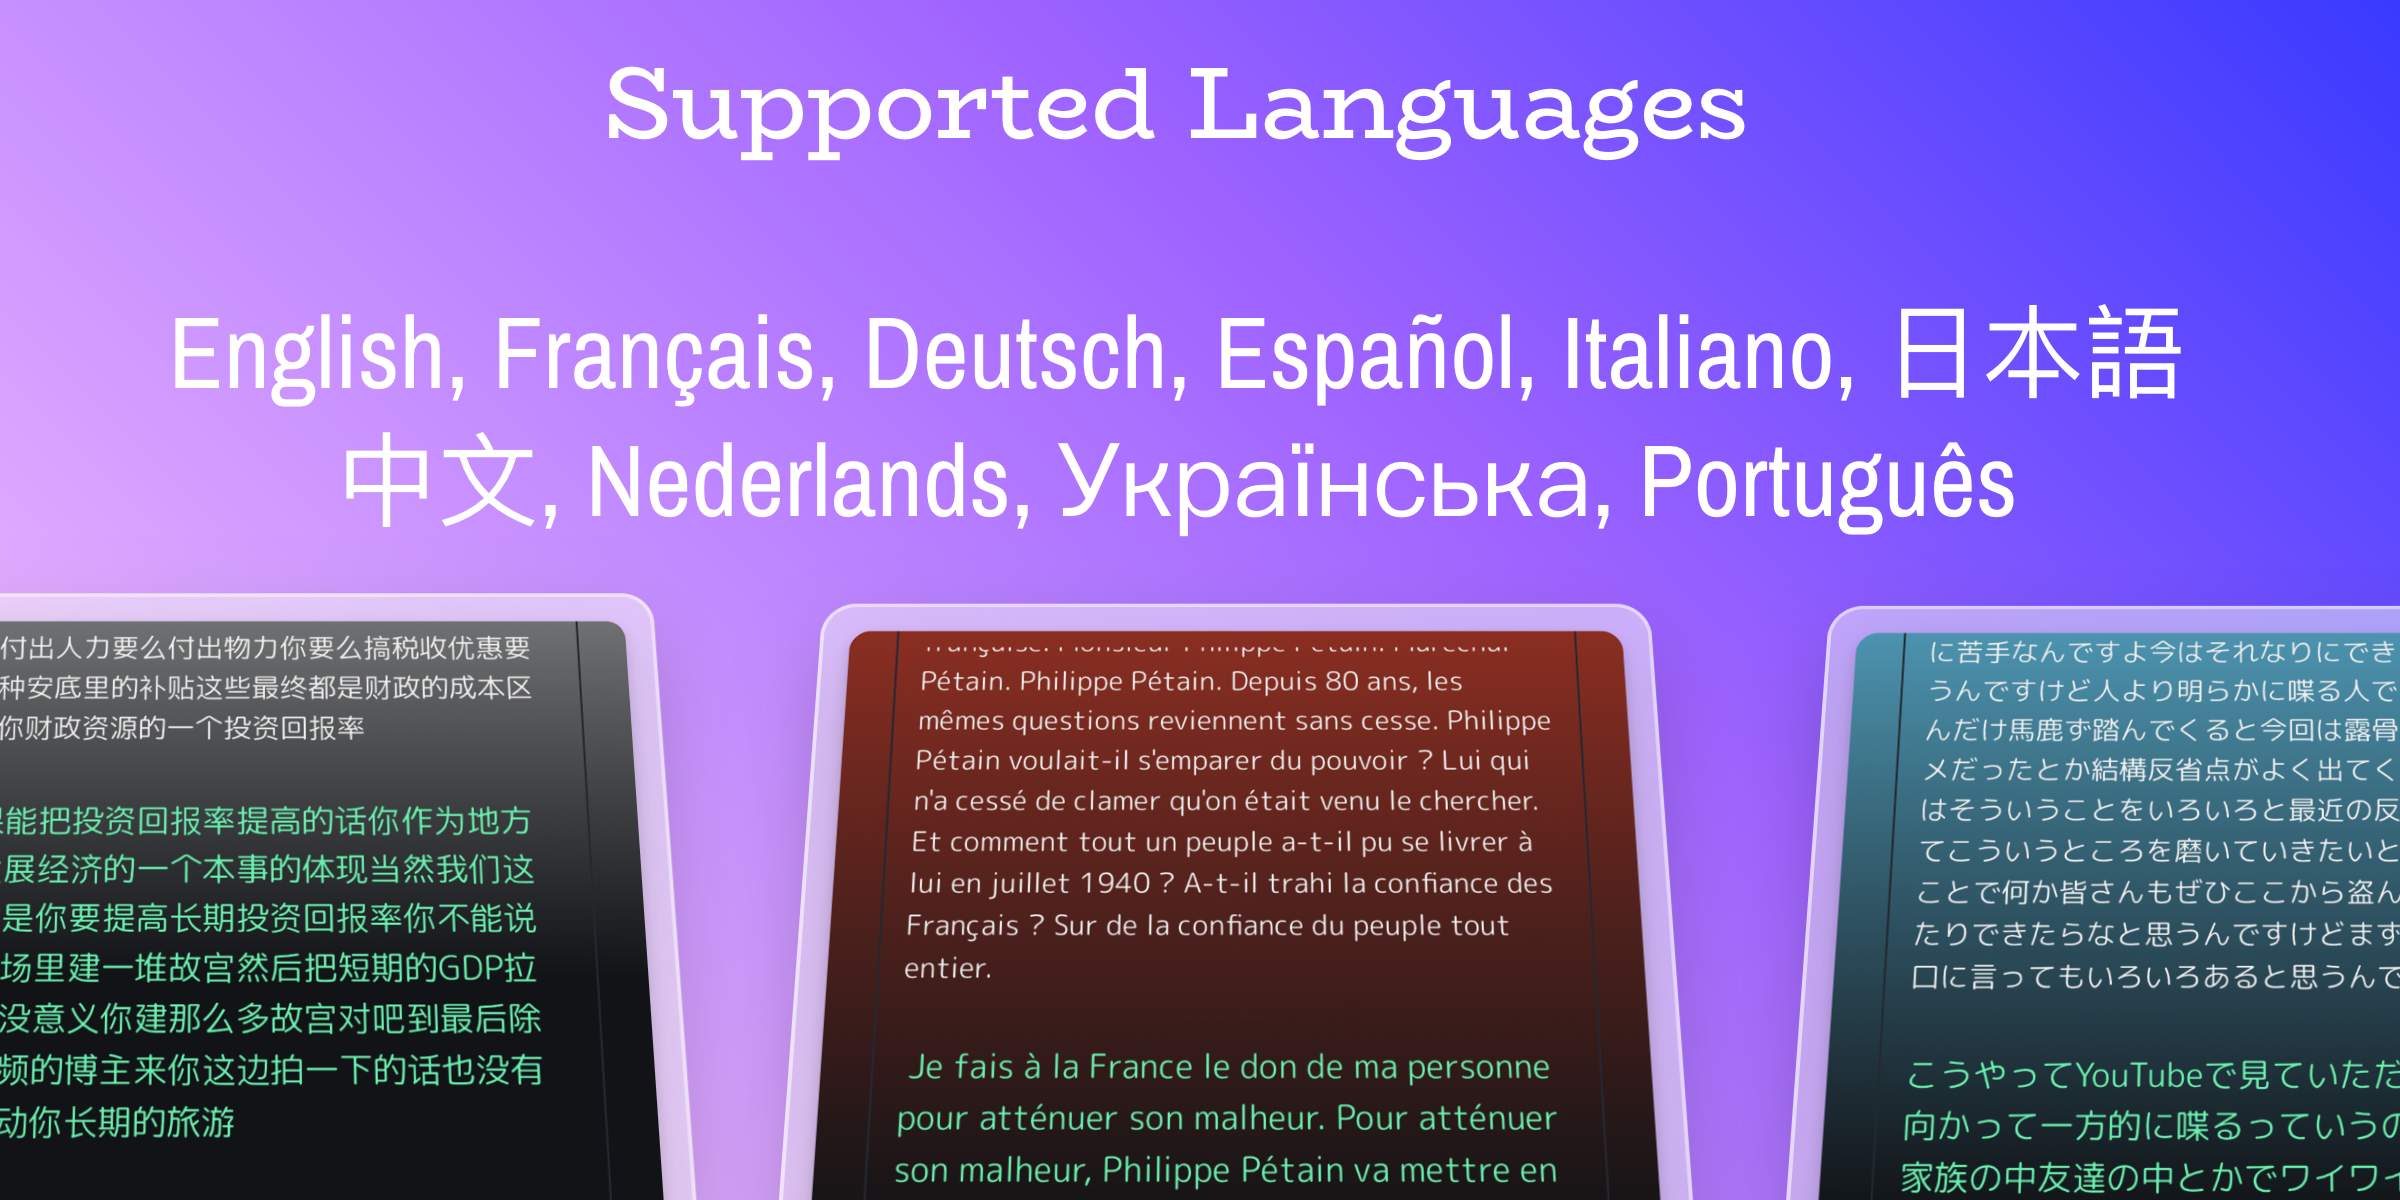 Supported Languages
English, Français, Deutsch, Español, Italiano, 日本語
中文, Nederlands, Українська, Português
付出人力要么付出物力你要么搞税收优惠要
种安底里的补贴这些最终都是财政的成本区
你财政资源的一个投资回报率
能把投资回报率提高的话你作为地方
展经济的一个本事的体现当然我们这
是你要提高长期投资回报率你不能说
场里建一堆故宫然后把短期的GDP拉
没意义你建那么多故宫对吧到最后除
频的博主来你这边拍一下的话也没有
动你长期的旅游
Pétain. Philippe Pétain. Depuis 80 ans, les
mêmes questions reviennent sans cesse. Philippe
Pétain voulait-il s'emparer du pouvoir ? Lui qui
n'a cessé de clamer qu'on était venu le chercher.
Et comment tout un peuple a-t-il pu se livrer à
lui en juillet 1940 ? A-t-il trahi la confiance des
Français ? Sur de la confiance du peuple tout
entier.
Je fais à la France le don de ma personne
pour atténuer son malheur. Pour atténuer
son malheur, Philippe Pétain va mettre en
に苦手なんですよ今はそれなりにでき
うんですけど人より明らかに喋る人で
んだけ馬鹿ず踏んでくると今回は露骨
メだったとか結構反省点がよく出てく
はそういうことをいろいろと最近の反
てこういうところを磨いていきたいと
ことで何か皆さんもぜひここから盗ん
たりできたらなと思うんですけどまず
口に言ってもいろいろあると思うんで
こうやってYouTubeで見ていただ
向かって一方的に喋るっていうの
家族の中友達の中とかでワイワイ